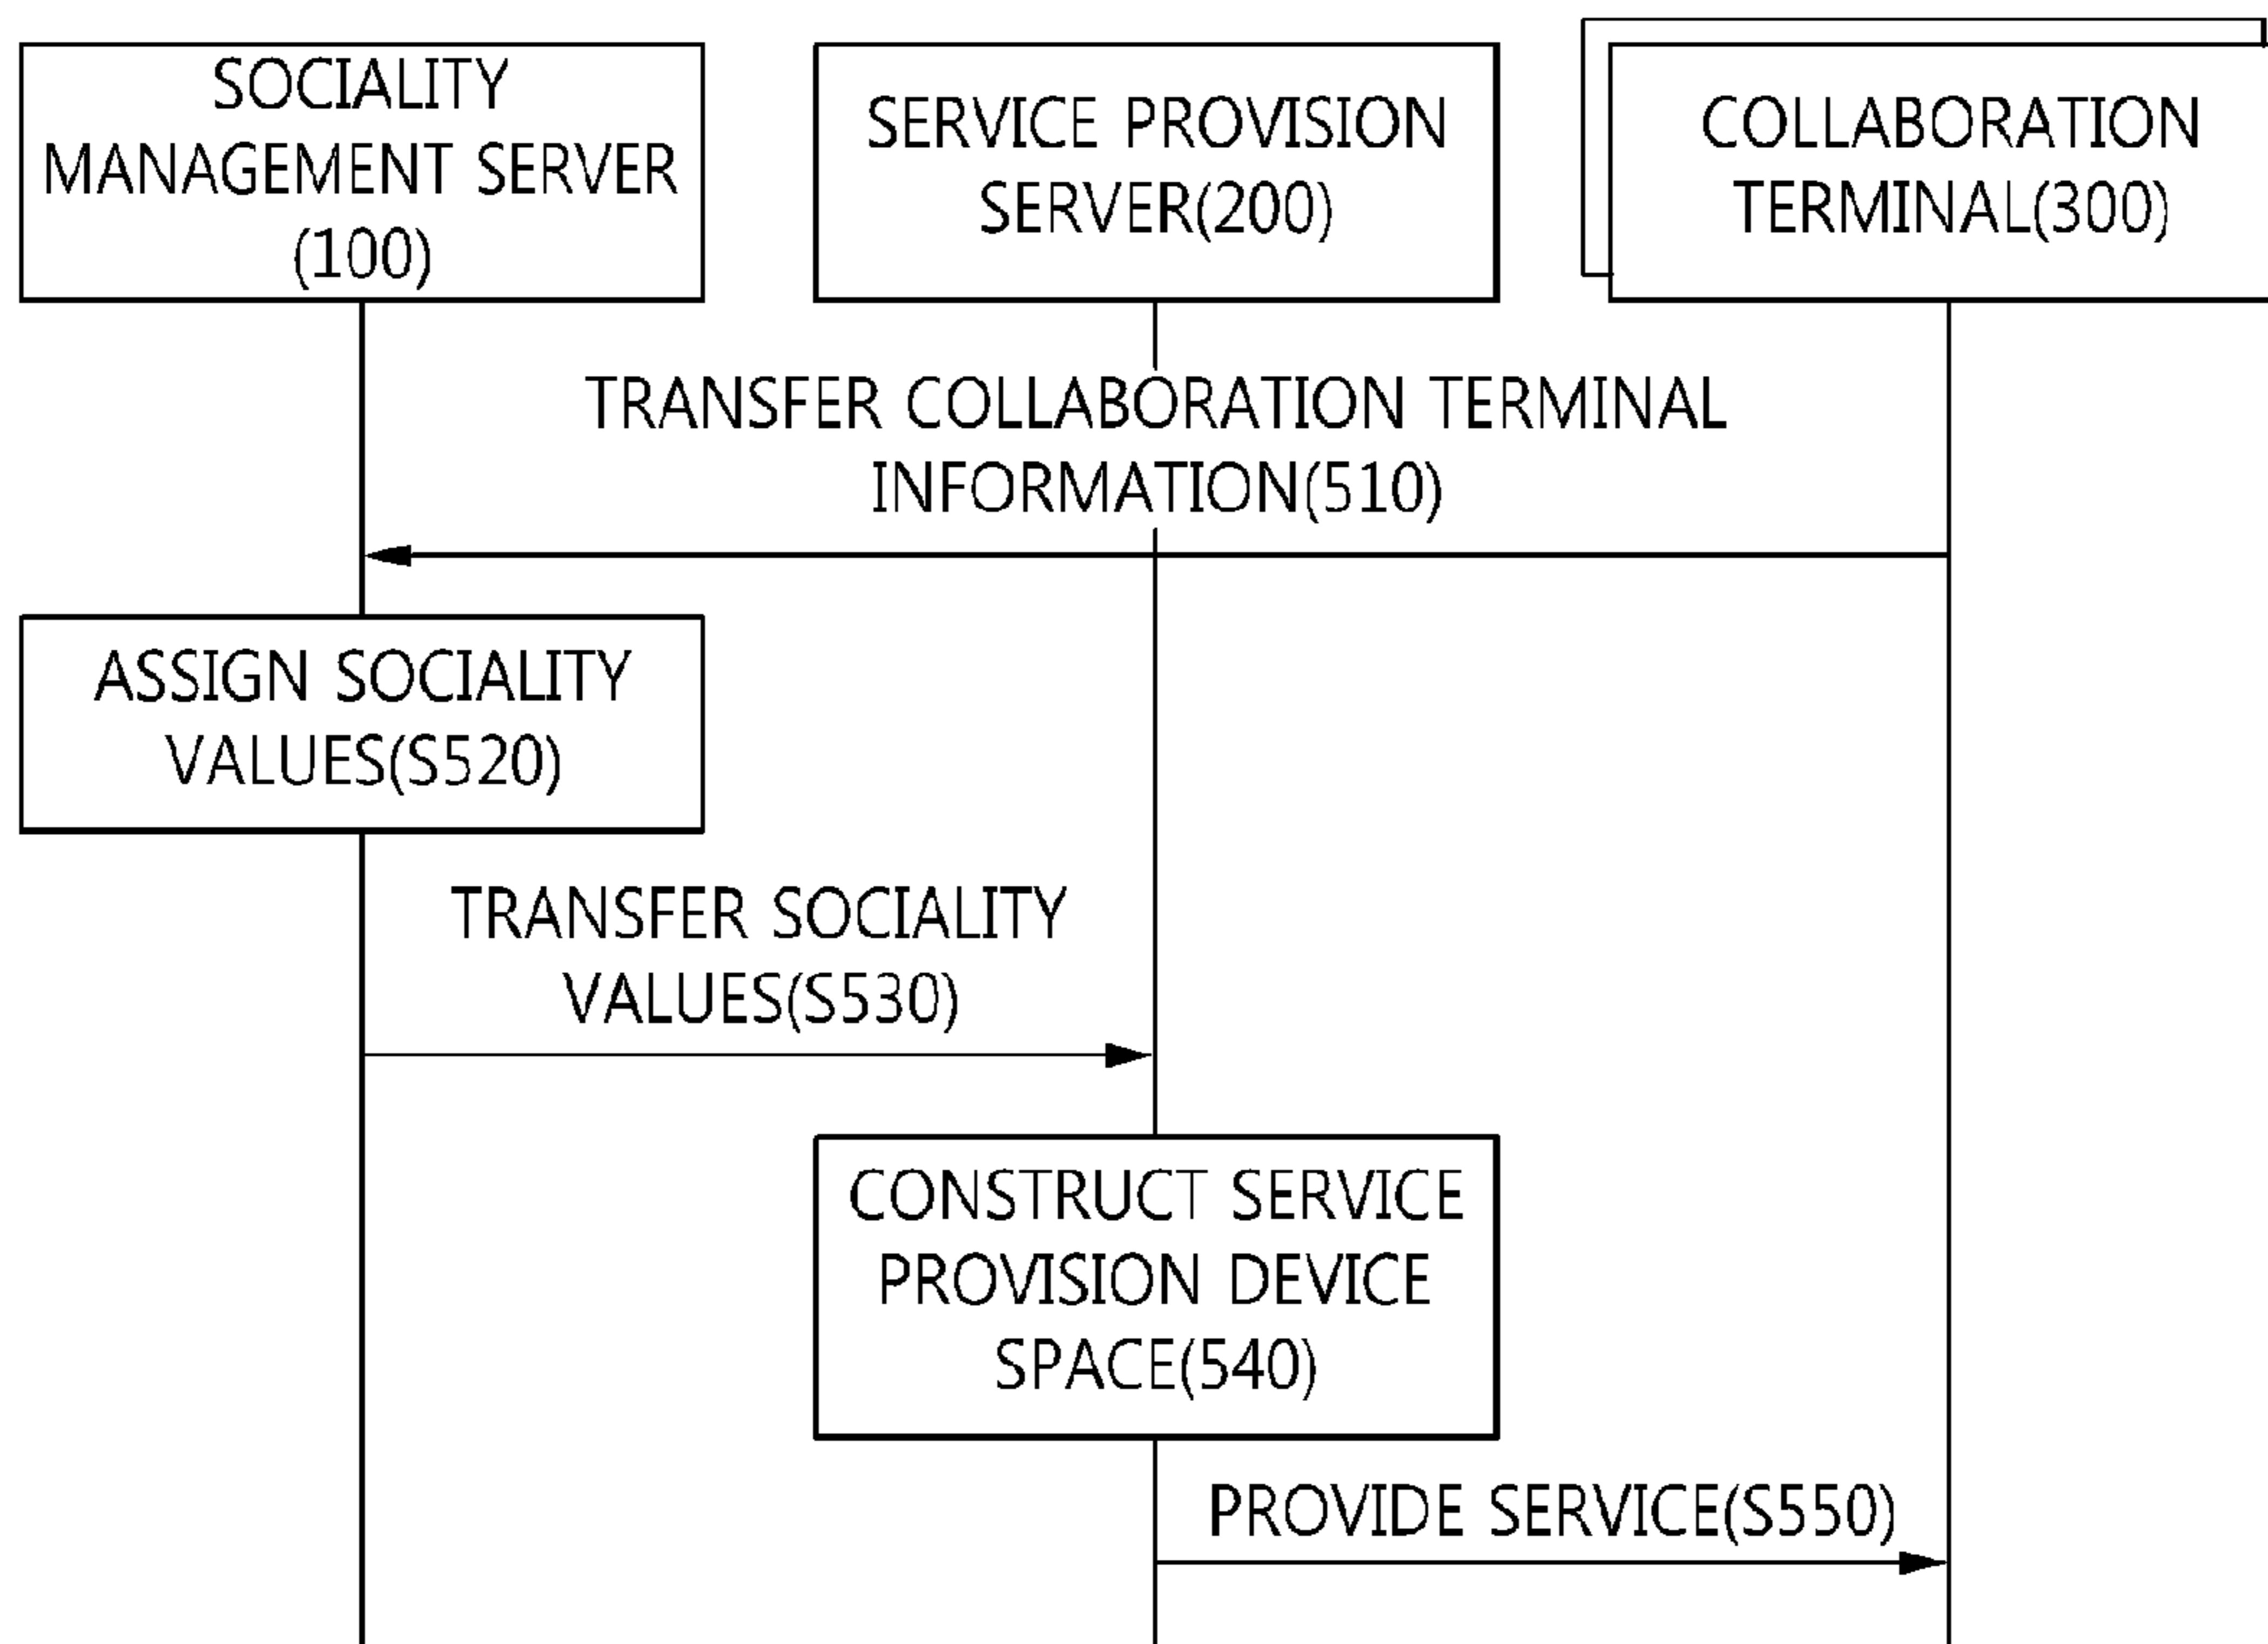 SOCIALITY
MANAGEMENT SERVER
(100)
SERVICE PROVISION
SERVER(200)
COLLABORATION
TERMINAL(300)
TRANSFER COLLABORATION TERMINAL
INFORMATION(510)
ASSIGN SOCIALITY
VALUES(S520)
TRANSFER SOCIALITY
VALUES(S530)
CONSTRUCT SERVICE
PROVISION DEVICE
SPACE(540)
PROVIDE SERVICE(S550)